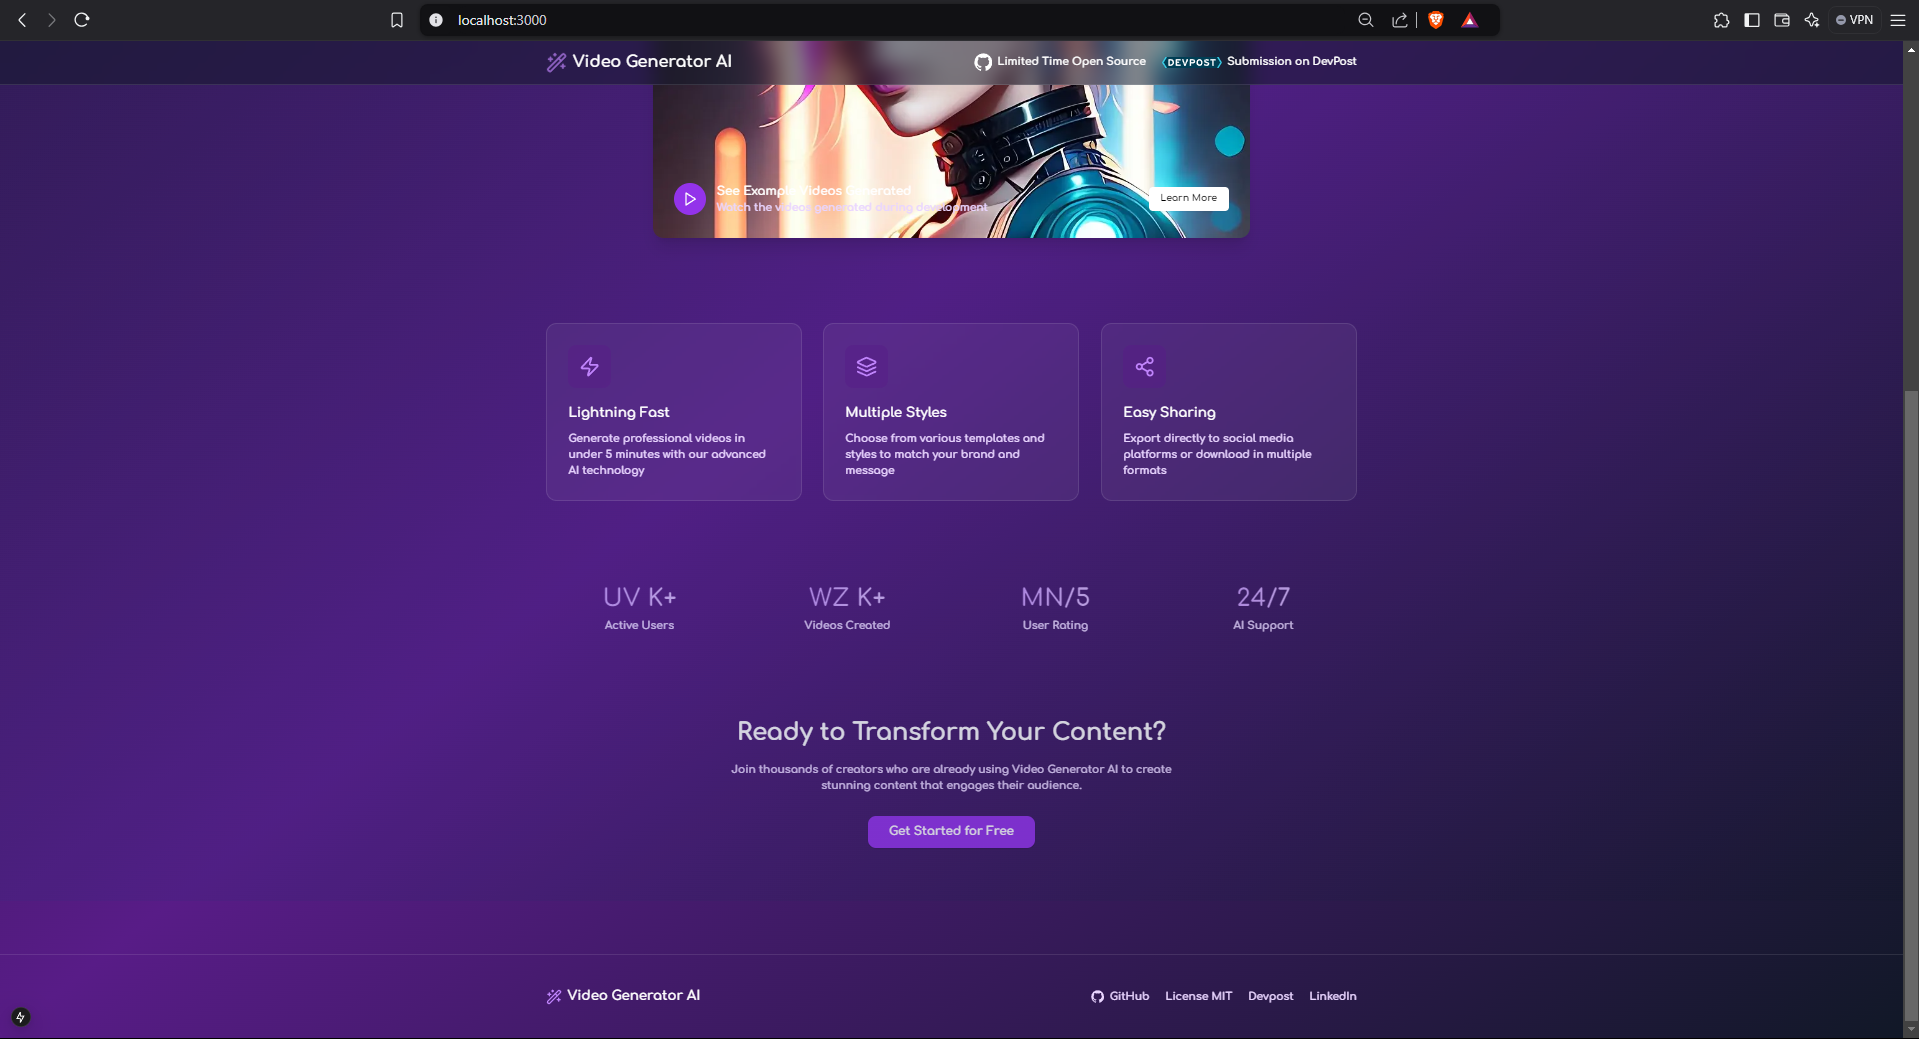 localhost:3000
VPN
Video Generator AI
Limited Time Open Source
DEVPOST
Submission on DevPost
See Example Videos Generated
Watch the videos generated during development
Learn More
Lightning Fast
Generate professional videos in
under 5 minutes with our advanced
AI technology
Multiple Styles
Choose from various templates and
styles to match your brand and
message
Easy Sharing
Export directly to social media
platforms or download in multiple
formats
UV K+
Active Users
WZ K+
Videos Created
MN/5
User Rating
24/7
AI Support
Ready to Transform Your Content?
Join thousands of creators who are already using Video Generator AI to create
stunning content that engages their audience.
Get Started for Free
Video Generator AI
GitHub
License MIT
Devpost
LinkedIn